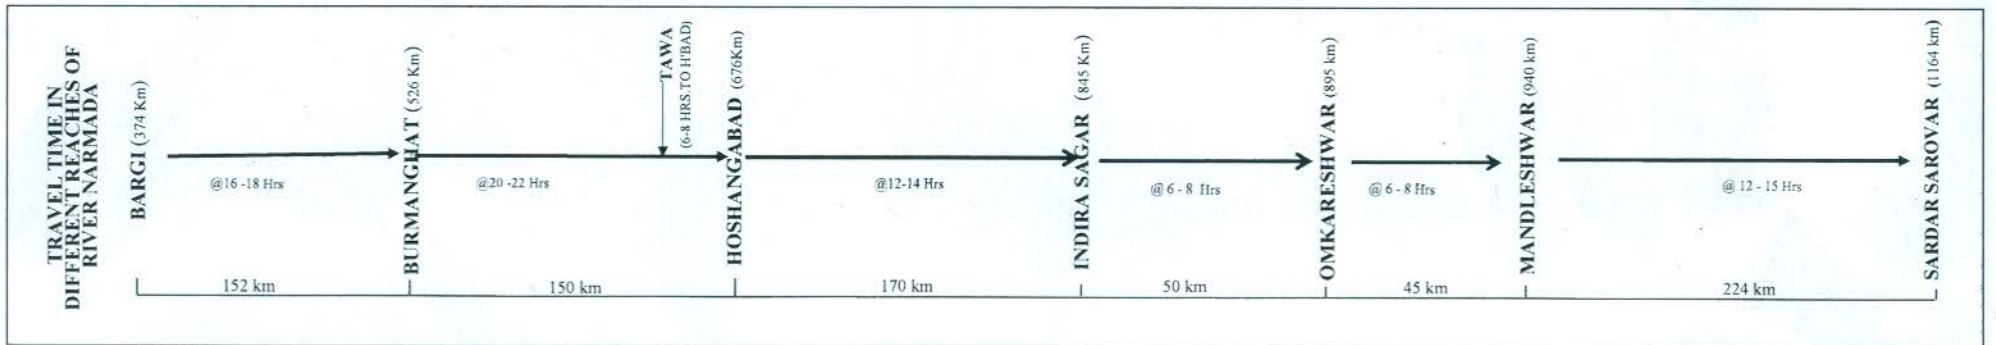 TRAVEL TIME IN
DIFFERENT REACHES OF
RIVER NARMADA
BARGI (374 Km)
@16 -18 Hrs
BURMANGHAT (526 Km)
@20 -22 Hrs
TAWA
(6-8 HRS.TO H'BAD)
HOSHANGABAD (676Km)
@12-14 Hrs
INDIRA SAGAR (845 Km)
@ 6 - 8 Hrs
OMKARESHWAR (895 km)
@ 6 - 8 Hrs
MANDLESHWAR (940 km)
@ 12 - 15 Hrs
SARDAR SAROVAR (1164 km)
152 km
150 km
170 km
50 km
45 km
224 km